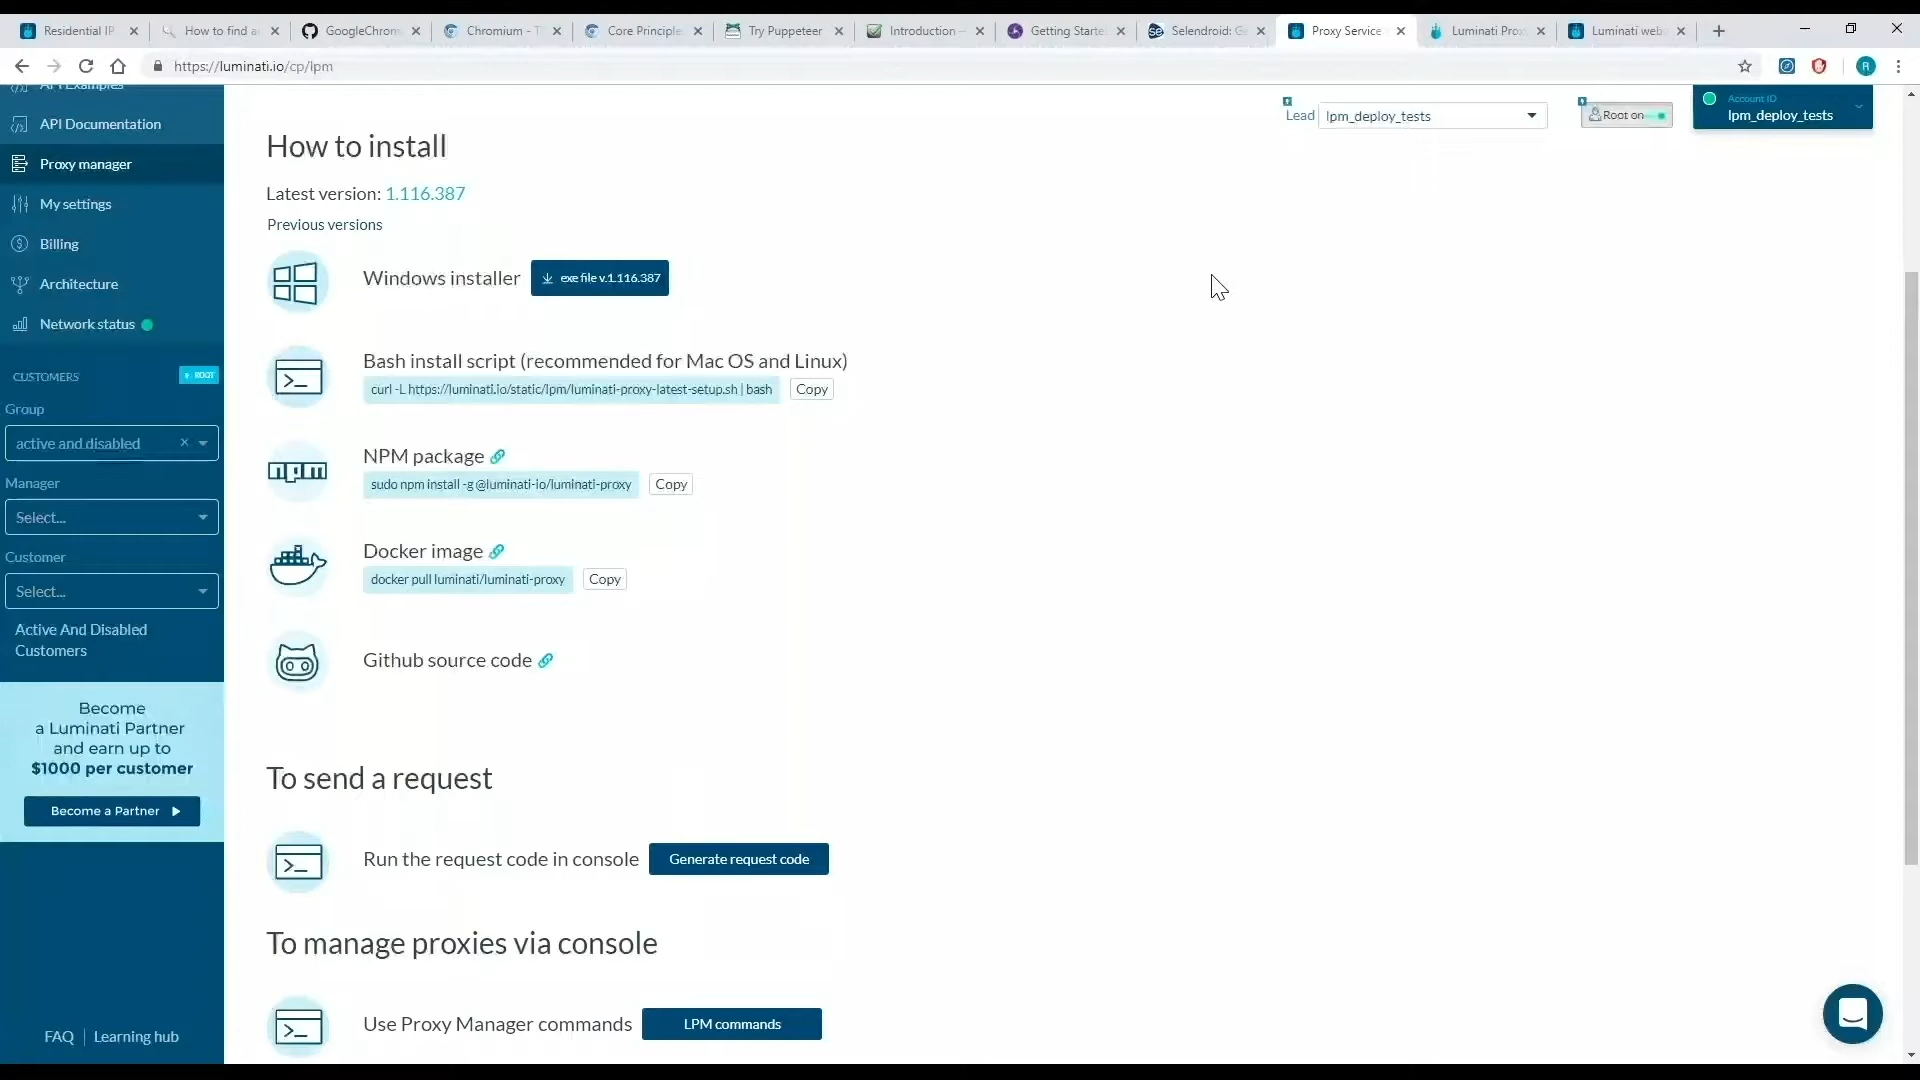 Residential IP
How to find a
GoogleChrom
Chromium - T
Core Principle
Try Puppeteer
Introduction –
Getting Starte
Selendroid: G
Proxy Service
Luminati Prox
Luminati web
https://luminati.io/cp/lpm
R
API Examples
API Documentation
Proxy manager
My settings
Billing
Architecture
Network status
CUSTOMERS
ROOT
Group
active and disabled
Manager
Select...
Customer
Select...
Active And Disabled
Customers
Become
a Luminati Partner
and earn up to
$1000 per customer
Become a Partner
FAQ
Learning hub
Lead
lpm_deploy_tests
Root on
Account ID
lpm_deploy_tests
How to install
Latest version: 1.116.387
Previous versions
Windows installer
exe file v.1.116.387
Bash install script (recommended for Mac OS and Linux)
curl -L https://luminati.io/static/lpm/luminati-proxy-latest-setup.sh | bash
Copy
npm
NPM package
sudo npm install -g @luminati-io/luminati-proxy
Copy
Docker image
docker pull luminati/luminati-proxy
Copy
Github source code
To send a request
Run the request code in console
Generate request code
To manage proxies via console
Use Proxy Manager commands
LPM commands